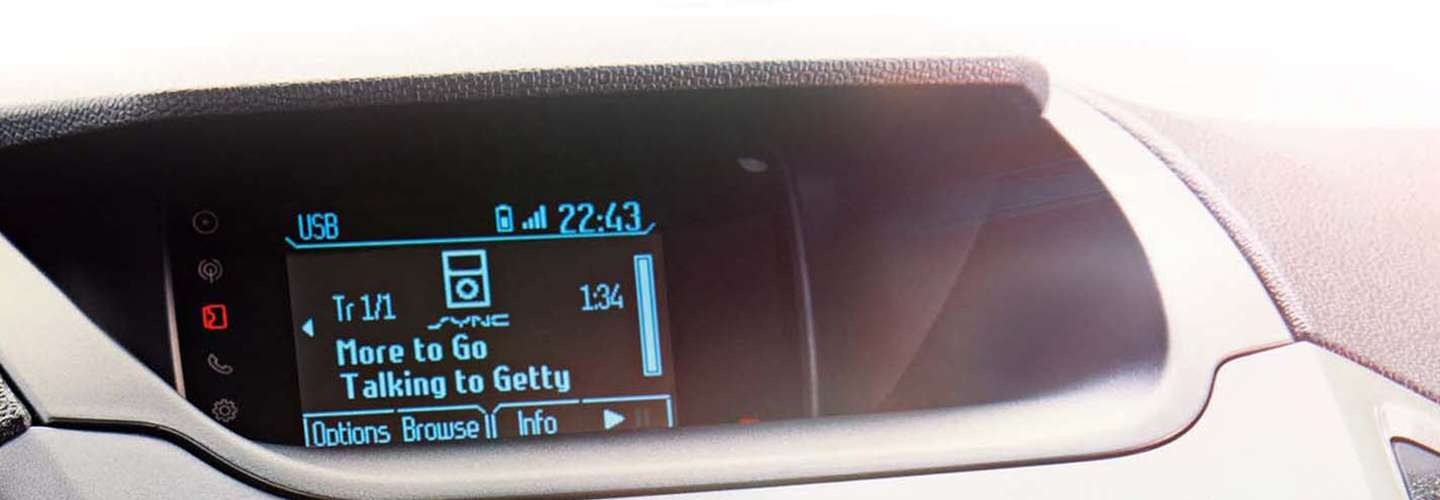 USB 22:43
Tr 1/1 1:34
SYNC
More to Go
Talking to Getty
Options Browse Info